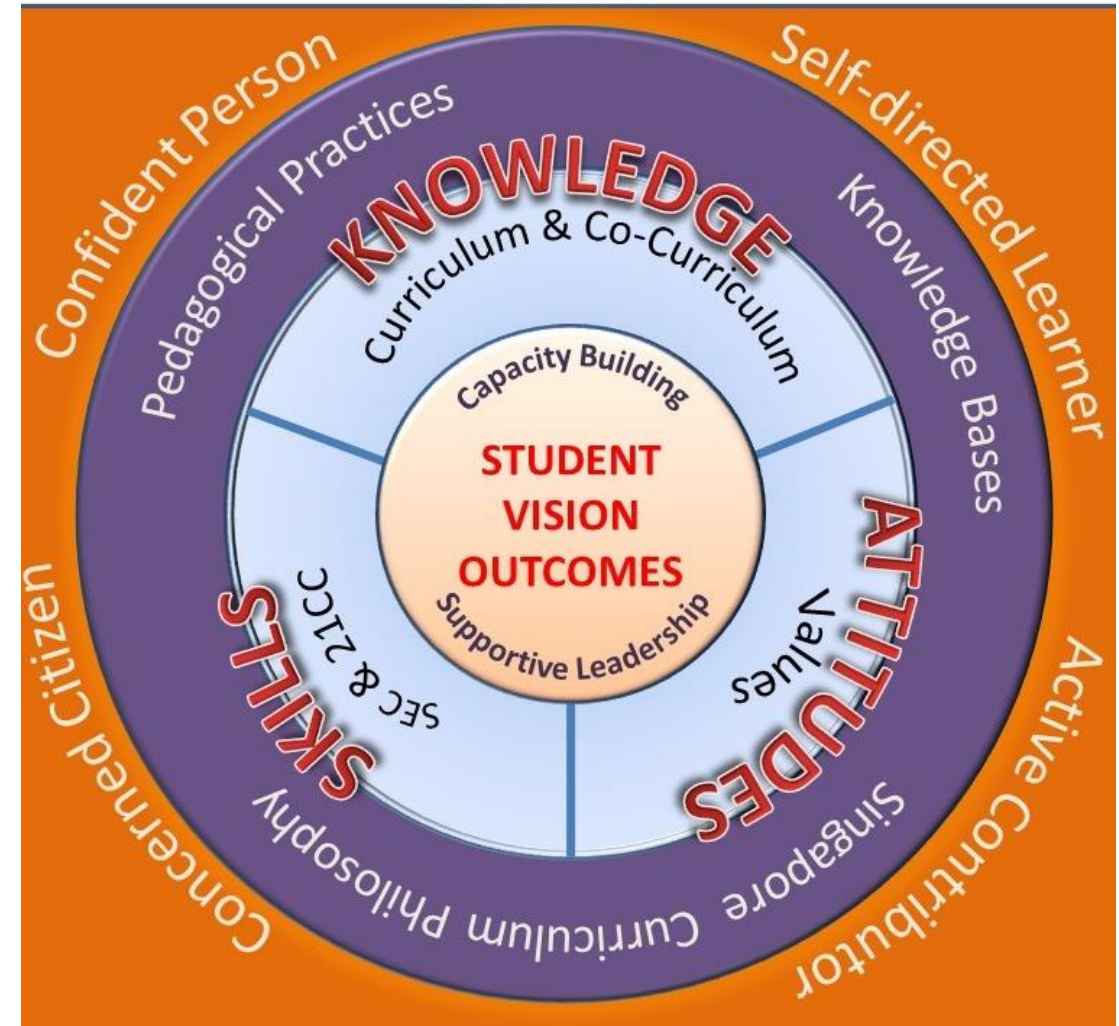 Confident Person
Self-directed Learner
Active Contributor
Concerned Citizen
Pedagogical Practices
Knowledge Bases
Singapore Curriculum Philosophy
KNOWLEDGE
Curriculum & Co-Curriculum
ATTITUDES
Values
SKILLS
SEC & 21CC
Capacity Building
STUDENT
VISION
OUTCOMES
Supportive Leadership